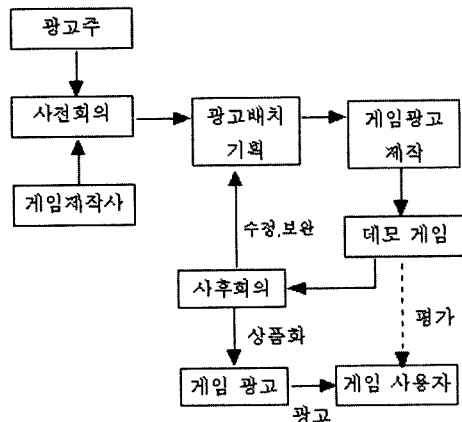 광고주
사전회의
광고배치
기획
게임광고
제작
게임제작사
수정,보완
데모 게임
사후회의
평가
상품화
게임 광고
게임 사용자
광고